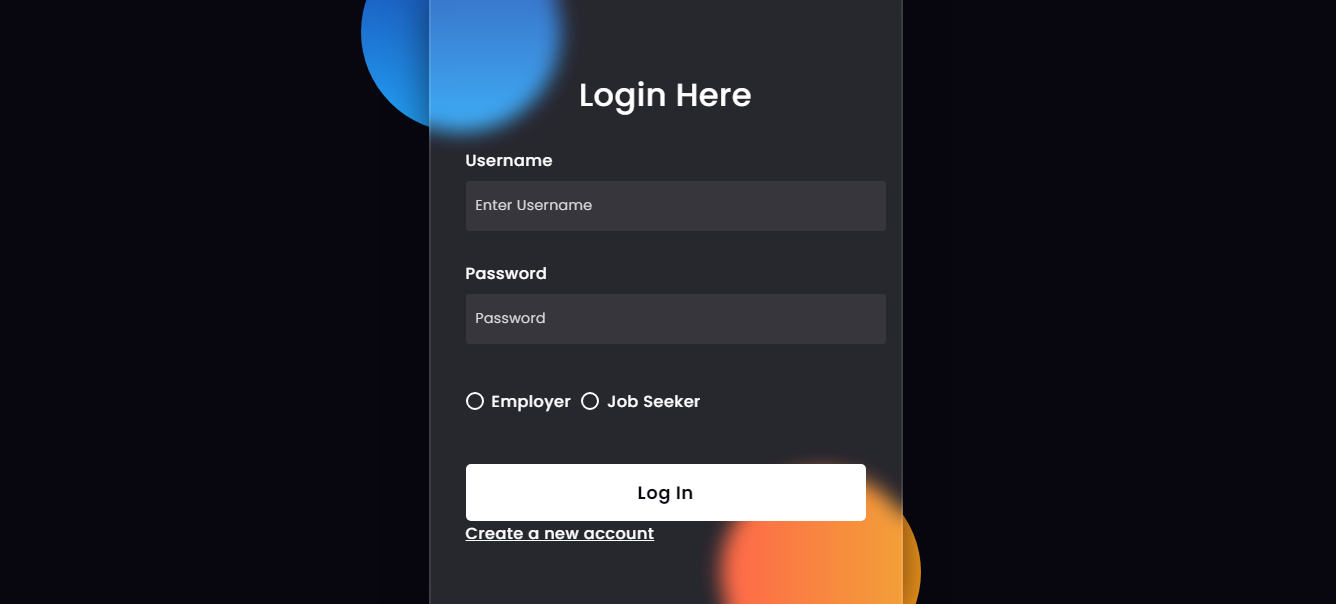 Login Here
Username
Enter Username
Password
Password
Employer Job Seeker
Log In
Create a new account